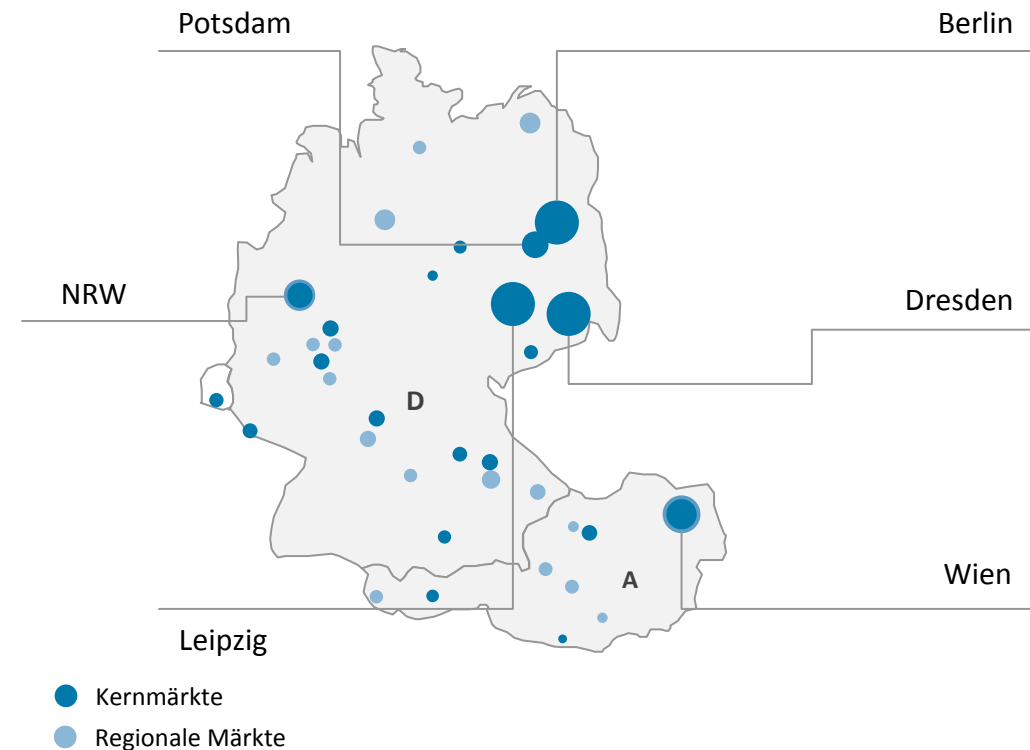 Potsdam
Berlin
NRW
Dresden
D
A
Wien
Leipzig
Kernmärkte
Regionale Märkte